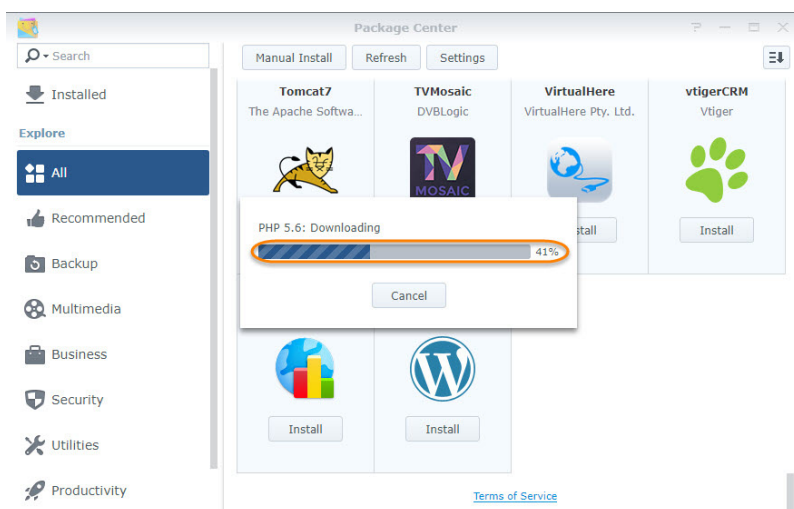 Package Center
Search
Manual Install Refresh Settings
Installed
Explore
All
Recommended
Backup
Multimedia
Business
Security
Utilities
Productivity
Tomcat7 TVMosaic VirtualHere vtigerCRM
The Apache Softwa... DVBLogic VirtualHere Pty. Ltd. Vtiger
TV
MOSAIC
stall Install
PHP 5.6: Downloading
41%
Cancel
W
Install Install
Terms of Service